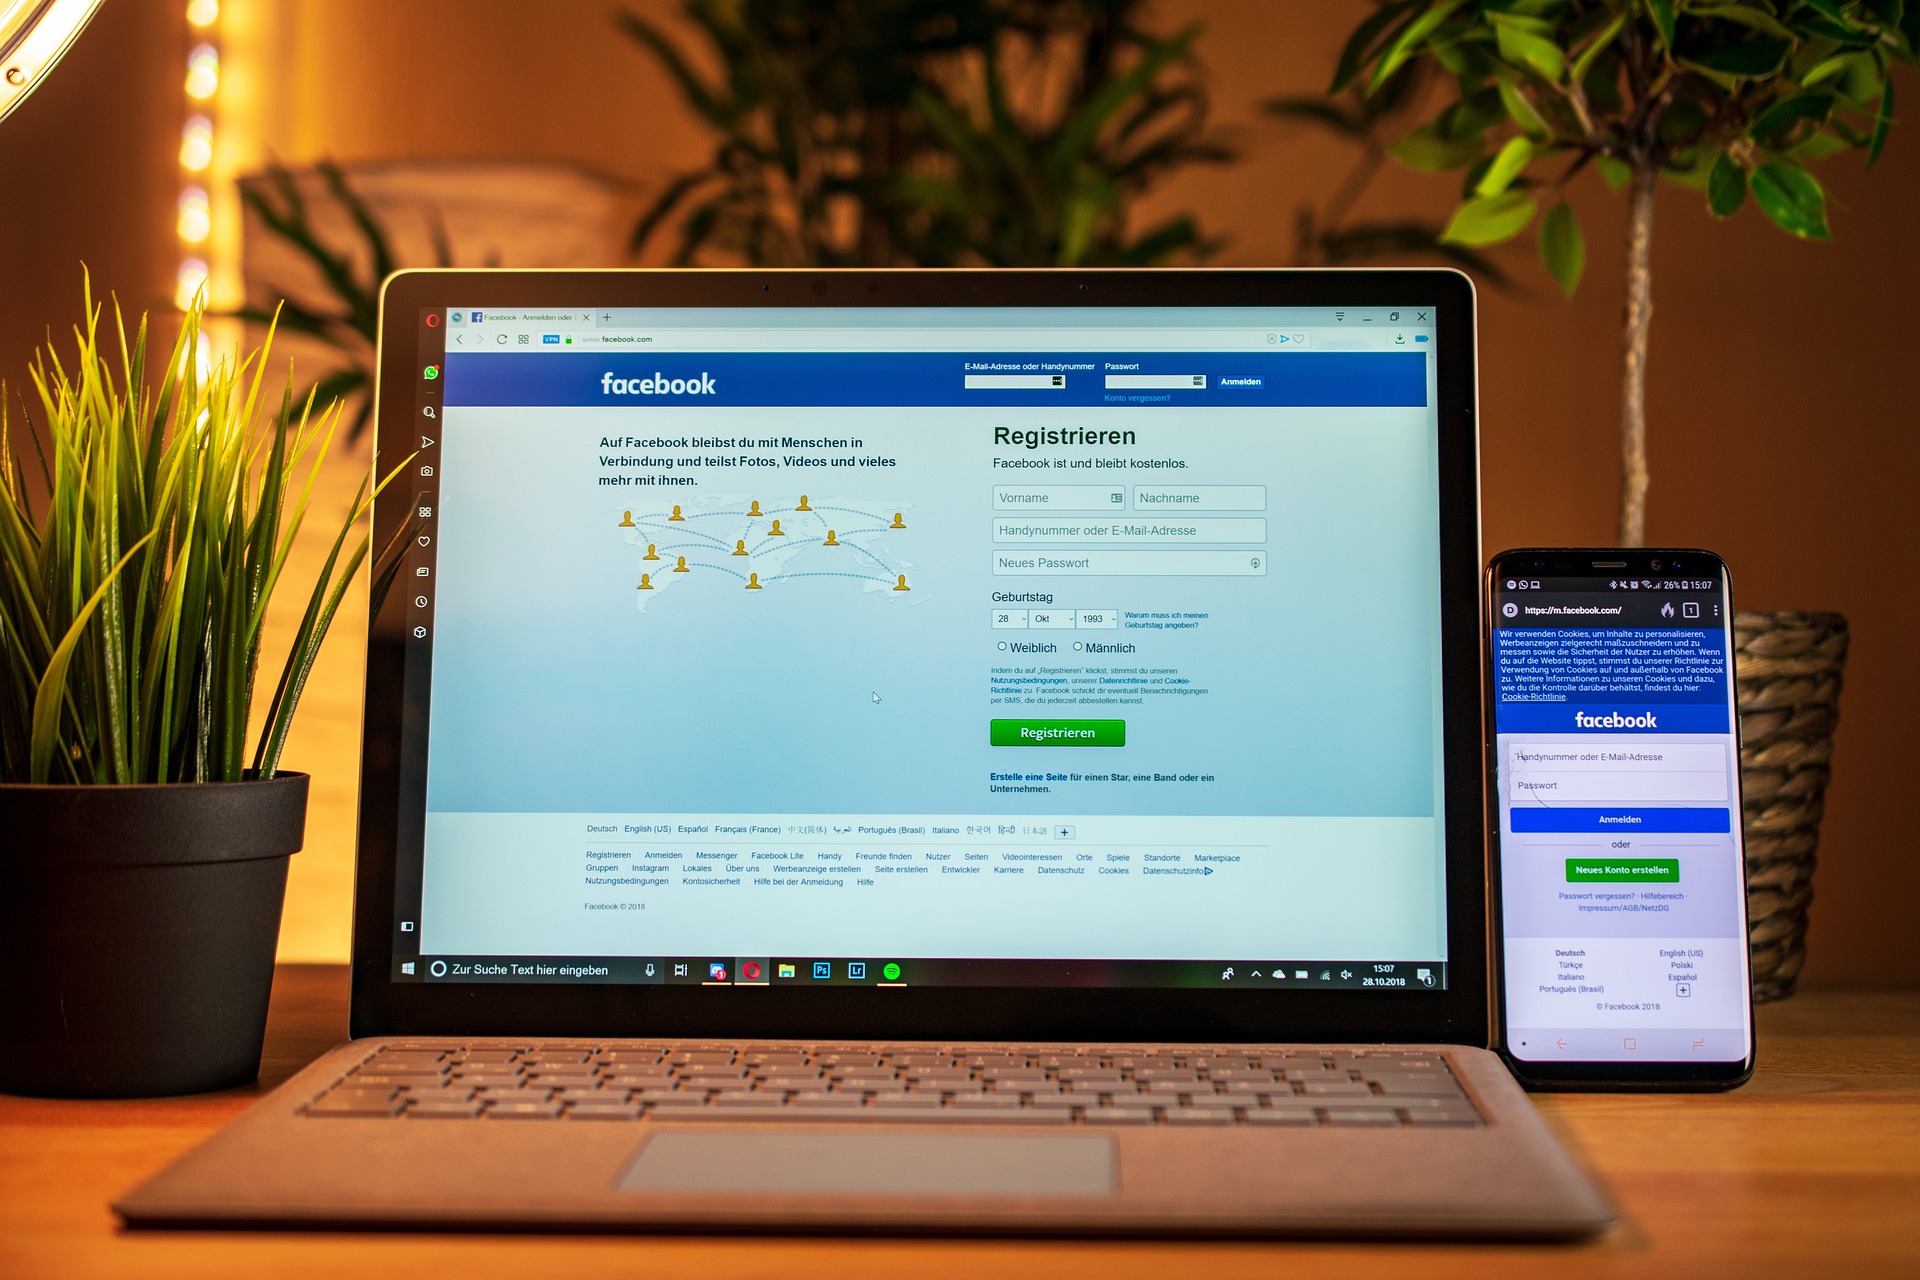 Facebook - Anmelden oder
VPN www.facebook.com
facebook
E-Mail-Adresse oder Handynummer
Passwort
Anmelden
Konto vergessen?
Auf Facebook bleibst du mit Menschen in
Verbindung und teilst Fotos, Videos und vieles
mehr mit ihnen.
Registrieren
Facebook ist und bleibt kostenlos.
Vorname Nachname
Handynummer oder E-Mail-Adresse
Neues Passwort
Geburtstag
28 Okt 1993
Warum muss ich meinen
Geburtstag angeben?
Weiblich Männlich
Indem du auf „Registrieren“ klickst, stimmst du unseren
Nutzungsbedingungen, unserer Datenrichtlinie und Cookie-
Richtlinie zu. Facebook schickt dir eventuell Benachrichtigungen
per SMS, die du jederzeit abbestellen kannst.
Registrieren
Erstelle eine Seite für einen Star, eine Band oder ein
Unternehmen.
Deutsch English (US) Español Français (France) 中文(简体) العربية Português (Brasil) Italiano 한국어 हिन्दी 日本語 +
Registrieren Anmelden Messenger Facebook Lite Handy Freunde finden Nutzer Seiten Videointeressen Orte Spiele Standorte Marketplace
Gruppen Instagram Lokales Über uns Werbeanzeige erstellen Seite erstellen Entwickler Karriere Datenschutz Cookies Datenschutzinfo
Nutzungsbedingungen Kontosicherheit Hilfe bei der Anmeldung Hilfe
Facebook © 2018
Zur Suche Text hier eingeben
1
Ps
Lr
15:07
28.10.2018
1
26% 15:07
D https://m.facebook.com/ 1
Wir verwenden Cookies, um Inhalte zu personalisieren,
Werbeanzeigen zielgerecht maßzuschneidern und zu
messen sowie die Sicherheit der Nutzer zu erhöhen. Wenn
du auf die Website tippst, stimmst du unserer Richtlinie zur
Verwendung von Cookies auf und außerhalb von Facebook
zu. Weitere Informationen zu unseren Cookies und dazu,
wie du die Kontrolle darüber behältst, findest du hier:
Cookie-Richtlinie.
facebook
Handynummer oder E-Mail-Adresse
Passwort
Anmelden
oder
Neues Konto erstellen
Passwort vergessen? · Hilfebereich ·
Impressum/AGB/NetzDG
Deutsch English (US)
Türkçe Polski
Italiano Español
Português (Brasil) +
© Facebook 2018